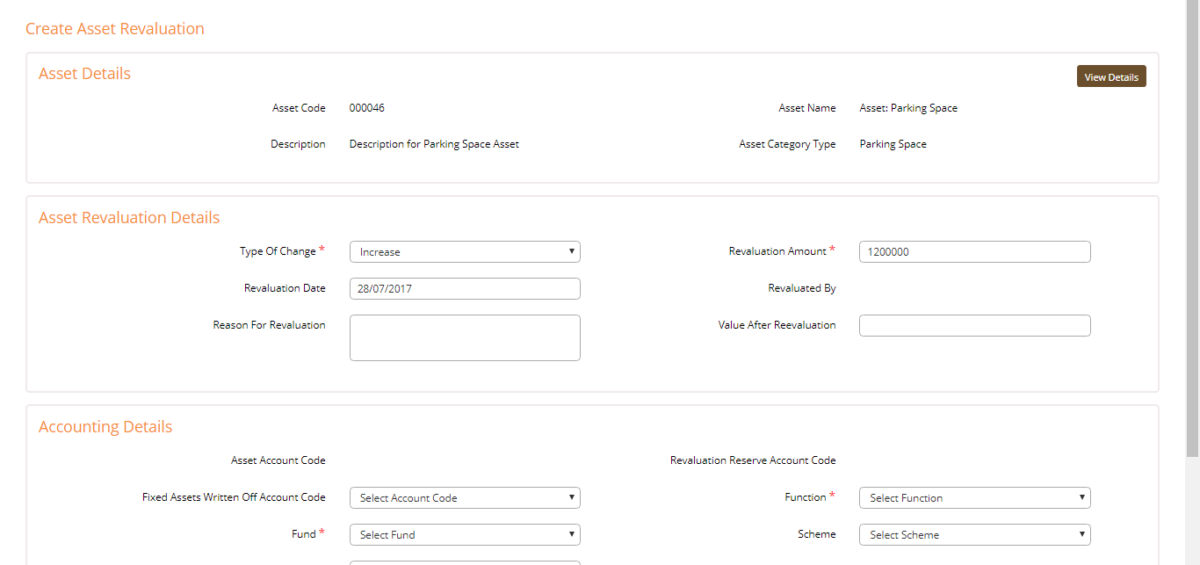 Create Asset Revaluation
Asset Details
View Details
Asset Code 000046 Asset Name Asset: Parking Space
Description Description for Parking Space Asset Asset Category Type Parking Space
Asset Revaluation Details
Type Of Change * Increase Revaluation Amount * 1200000
Revaluation Date 28/07/2017 Revaluated By
Reason For Revaluation Value After Reevaluation
Accounting Details
Asset Account Code Revaluation Reserve Account Code
Fixed Assets Written Off Account Code Select Account Code Function * Select Function
Fund * Select Fund Scheme Select Scheme